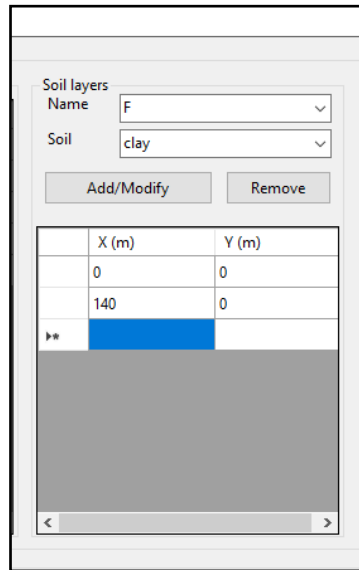 Soil layers
Name F
Soil clay
Add/Modify Remove
X (m) Y (m)
0 0
140 0